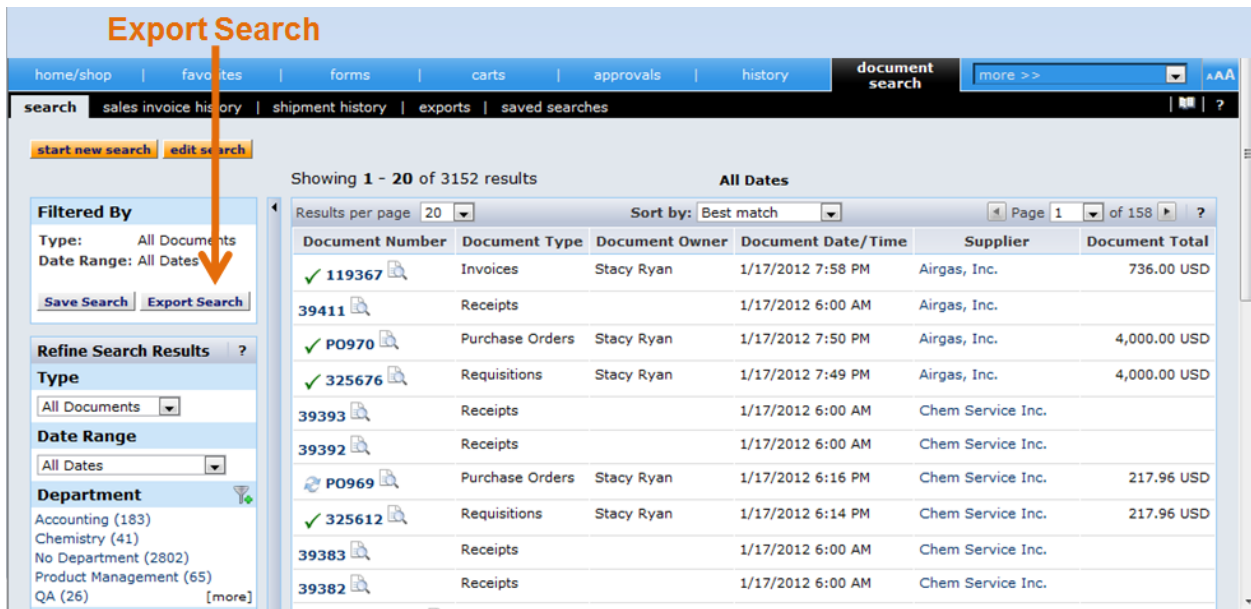 Export Search
home/shop | favorites | forms | carts | approvals | history document search more >> AAA
search sales invoice history | shipment history | exports | saved searches | ?
start new search edit search
Showing 1 - 20 of 3152 results All Dates
Filtered By
Type: All Documents
Date Range: All Dates
Save Search Export Search
Refine Search Results ?
Type
All Documents
Date Range
All Dates
Department
Accounting (183)
Chemistry (41)
No Department (2802)
Product Management (65)
QA (26) [more]
Results per page 20 Sort by: Best match Page 1 of 158 ?
Document Number Document Type Document Owner Document Date/Time Supplier Document Total
119367 Invoices Stacy Ryan 1/17/2012 7:58 PM Airgas, Inc. 736.00 USD
39411 Receipts 1/17/2012 6:00 AM Airgas, Inc.
PO970 Purchase Orders Stacy Ryan 1/17/2012 7:50 PM Airgas, Inc. 4,000.00 USD
325676 Requisitions Stacy Ryan 1/17/2012 7:49 PM Airgas, Inc. 4,000.00 USD
39393 Receipts 1/17/2012 6:00 AM Chem Service Inc.
39392 Receipts 1/17/2012 6:00 AM Chem Service Inc.
PO969 Purchase Orders Stacy Ryan 1/17/2012 6:16 PM Chem Service Inc. 217.96 USD
325612 Requisitions Stacy Ryan 1/17/2012 6:14 PM Chem Service Inc. 217.96 USD
39383 Receipts 1/17/2012 6:00 AM Chem Service Inc.
39382 Receipts 1/17/2012 6:00 AM Chem Service Inc.